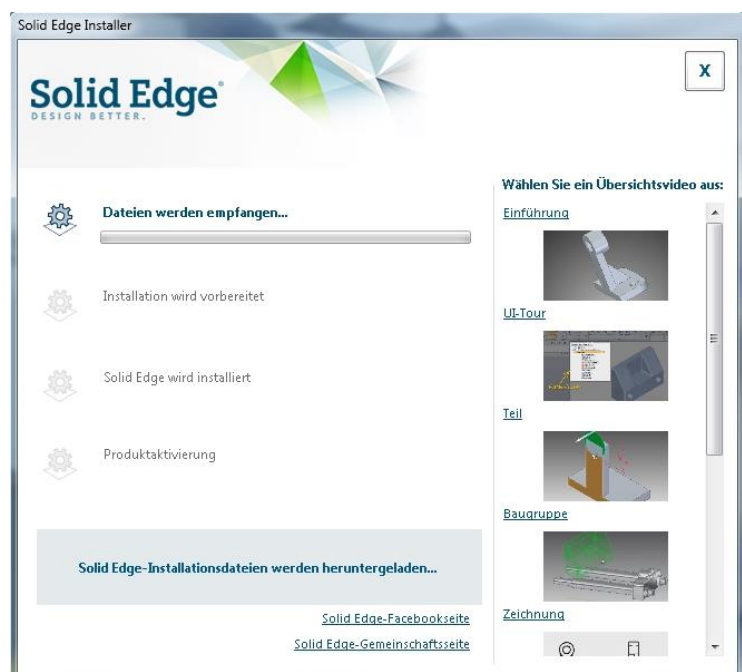 Solid Edge Installer
Solid Edge
DESIGN BETTER.
X
Dateien werden empfangen...
Installation wird vorbereitet
Solid Edge wird installiert
Produktaktivierung
Solid Edge-Installationsdateien werden heruntergeladen...
Solid Edge-Facebookseite
Solid Edge-Gemeinschaftsseite
Wählen Sie ein Übersichtsvideo aus:
Einführung
UI-Tour
Teil
Baugruppe
Zeichnung